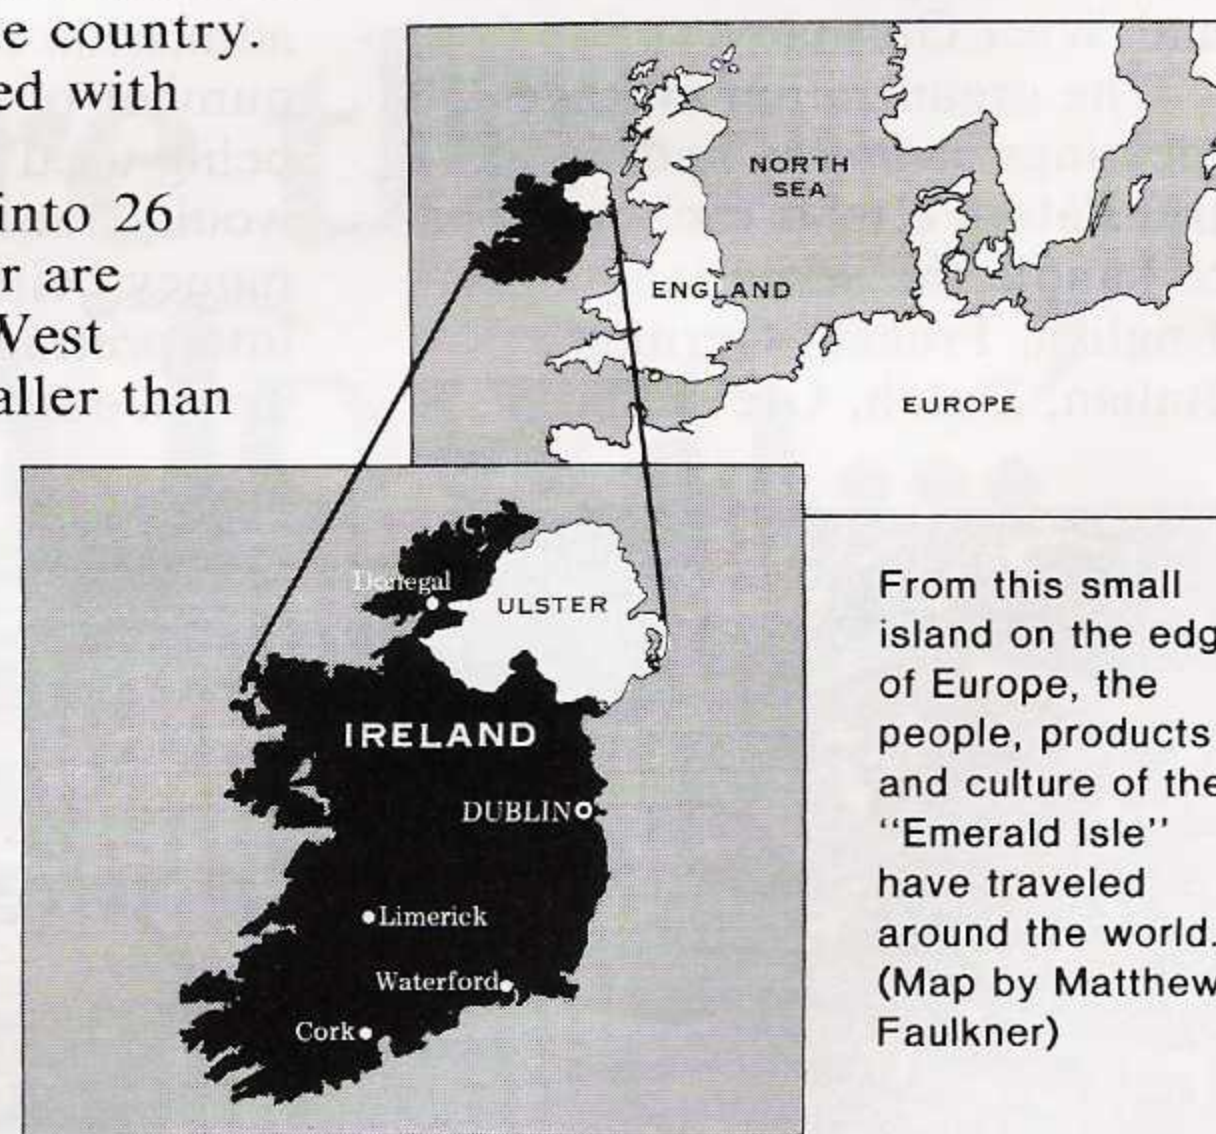 e country.
ed with
into 26
r are
West
aller than
NORTH
SEA
ENGLAND
EUROPE
Donegal
ULSTER
IRELAND
DUBLIN
Limerick
Waterford
Cork
From this small
island on the edg
of Europe, the
people, products
and culture of the
“Emerald Isle”
have traveled
around the world.
(Map by Matthew
Faulkner)